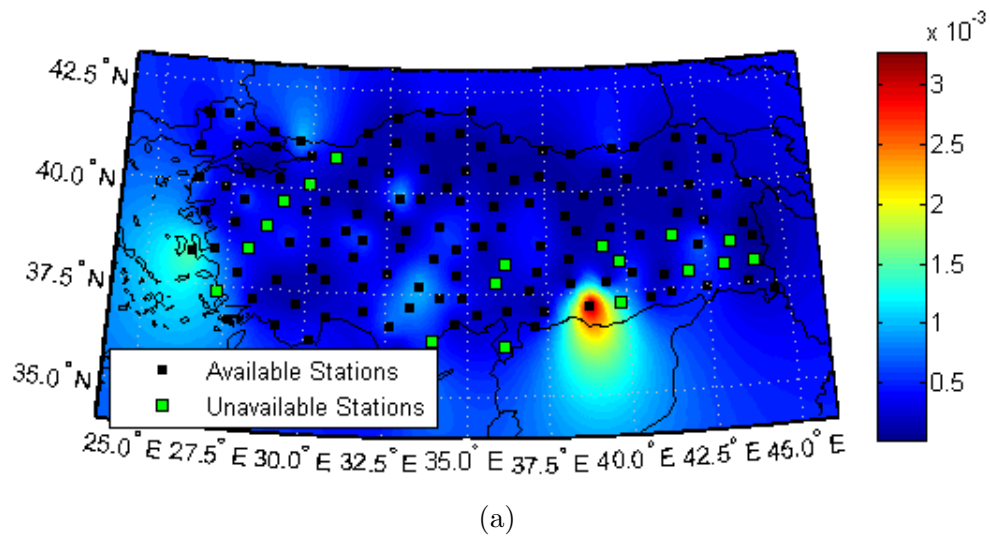 x 10⁻³
42.5° N
40.0° N
37.5° N
35.0° N
3
2.5
2
1.5
1
0.5
Available Stations
Unavailable Stations
25.0° E 27.5° E 30.0° E 32.5° E 35.0° E 37.5° E 40.0° E 42.5° E 45.0° E
(a)